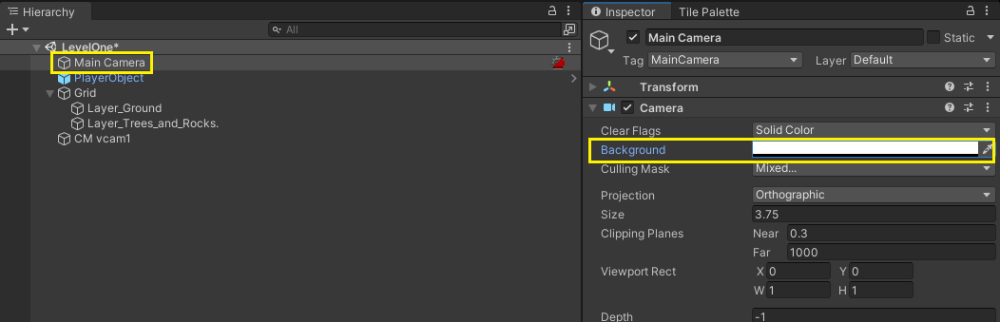 Hierarchy
All
LevelOne*
Main Camera
PlayerObject
Grid
Layer_Ground
Layer_Trees_and_Rocks.
CM vcam1
Inspector Tile Palette
Main Camera Static
Tag MainCamera Layer Default
Transform
Camera
Clear Flags Solid Color
Background
Culling Mask Mixed...
Projection Orthographic
Size 3.75
Clipping Planes Near 0.3
Far 1000
Viewport Rect X 0 Y 0
W 1 H 1
Depth -1